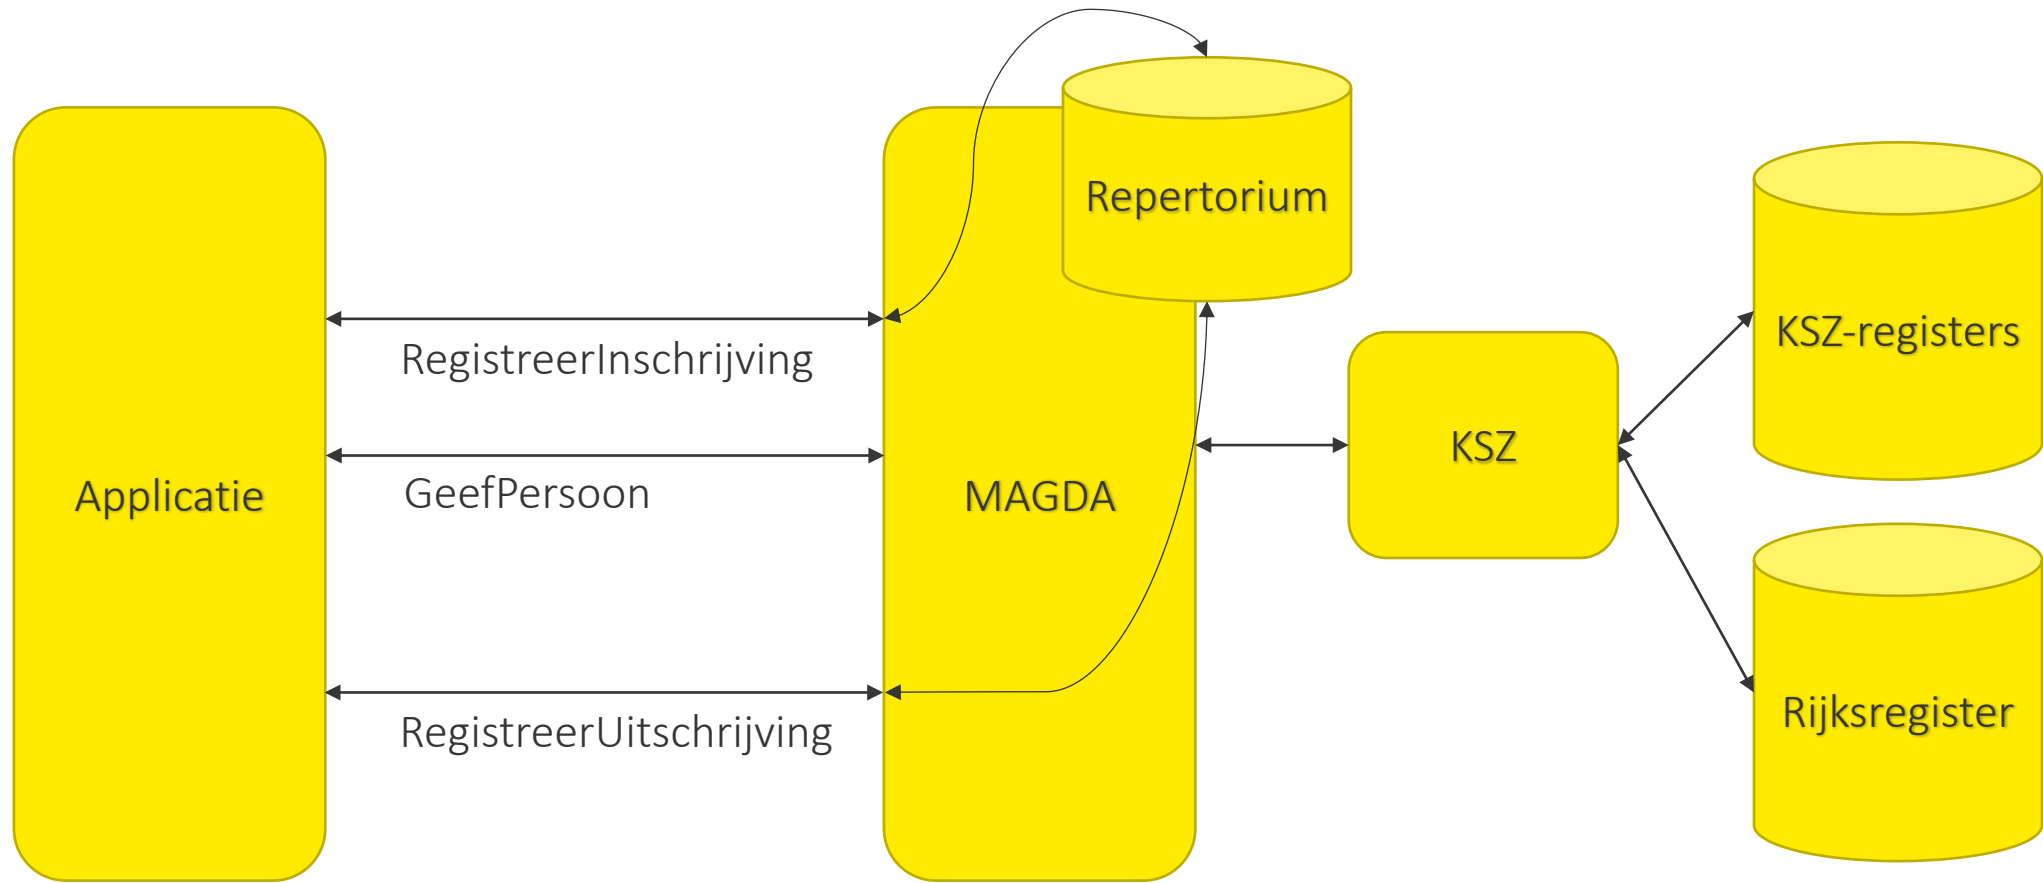 Repertorium
KSZ-registers
RegistreerInschrijving
KSZ
Applicatie
GeefPersoon
MAGDA
Rijksregister
RegistreerUitschrijving